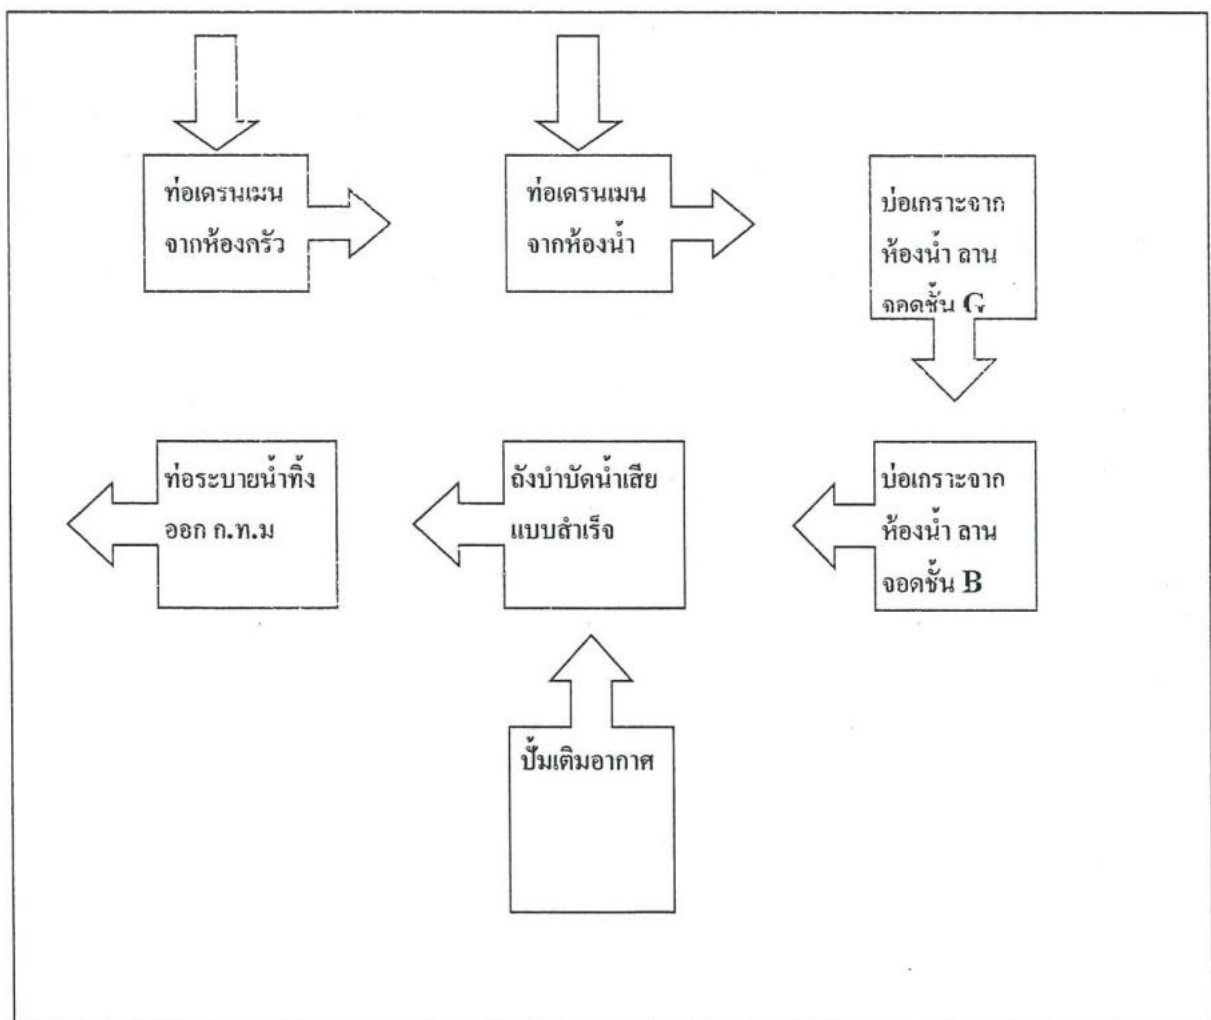 ท่อเดรนเมน
จากห้องครัว
ท่อเดรนเมน
จากห้องน้ำ
บ่อเกราะจาก
ห้องน้ำ ลาน
จอดชั้น G
ท่อระบายน้ำทิ้ง
ออก ก.ท.ม
ถังบำบัดน้ำเสีย
แบบสำเร็จ
บ่อเกราะจาก
ห้องน้ำ ลาน
จอดชั้น B
ปั้มเติมอากาศ